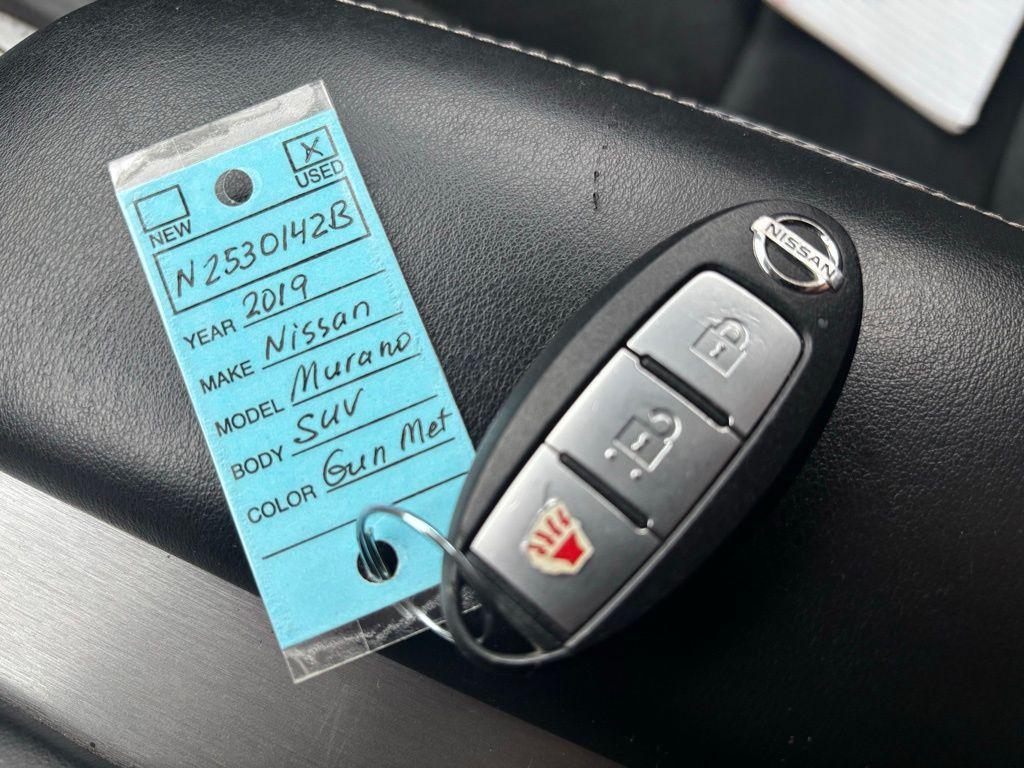 X
NEW USED
N2530142B
YEAR 2019
MAKE Nissan
MODEL Murano
BODY SUV
COLOR Gun Met
NISSAN